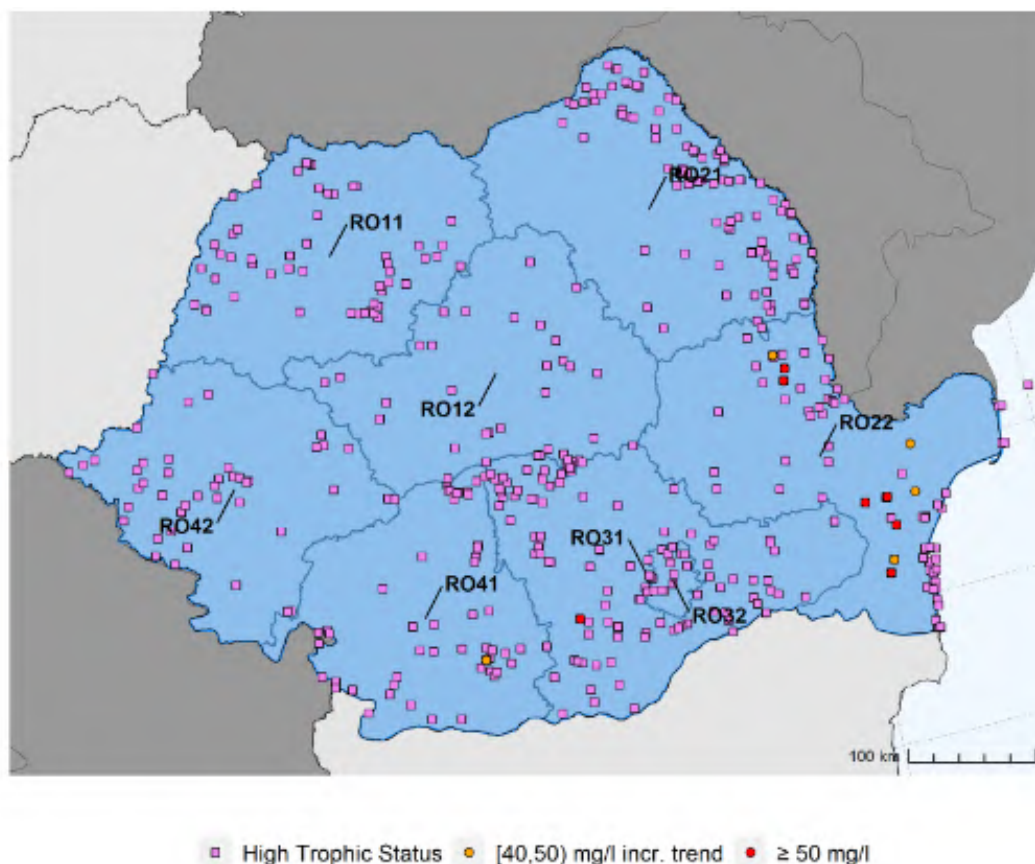 RO21
RO11
RO12
RO22
RO42
RO31
RO41
RO32
100 km
High Trophic Status [40,50) mg/l incr. trend ≥ 50 mg/l